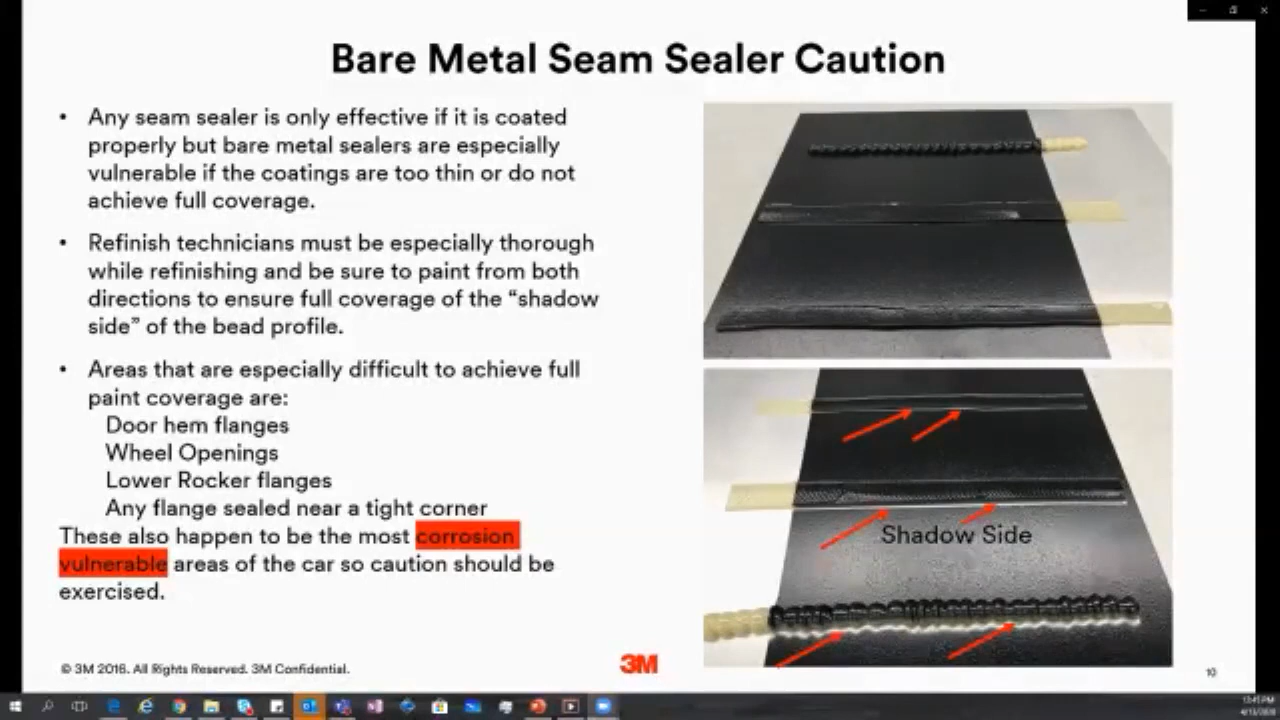 Bare Metal Seam Sealer Caution
• Any seam sealer is only effective if it is coated
properly but bare metal sealers are especially
vulnerable if the coatings are too thin or do not
achieve full coverage.
• Refinish technicians must be especially thorough
while refinishing and be sure to paint from both
directions to ensure full coverage of the “shadow
side” of the bead profile.
• Areas that are especially difficult to achieve full
paint coverage are:
Door hem flanges
Wheel Openings
Lower Rocker flanges
Any flange sealed near a tight corner
These also happen to be the most corrosion
vulnerable areas of the car so caution should be
exercised.
Shadow Side
© 3M 2016. All Rights Reserved. 3M Confidential.
3M
10